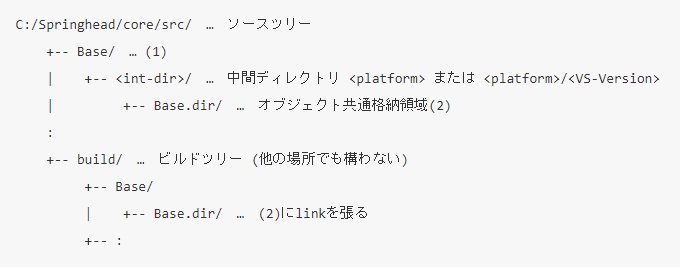 C:/Springhead/core/src/ … ソースツリー
+-- Base/ … (1)
| +-- <int-dir>/ … 中間ディレクトリ <platform> または <platform>/<VS-Version>
| +-- Base.dir/ … オブジェクト共通格納領域(2)
:
+-- build/ … ビルドツリー (他の場所でも構わない)
+-- Base/
| +-- Base.dir/ … (2)にlinkを張る
+-- :